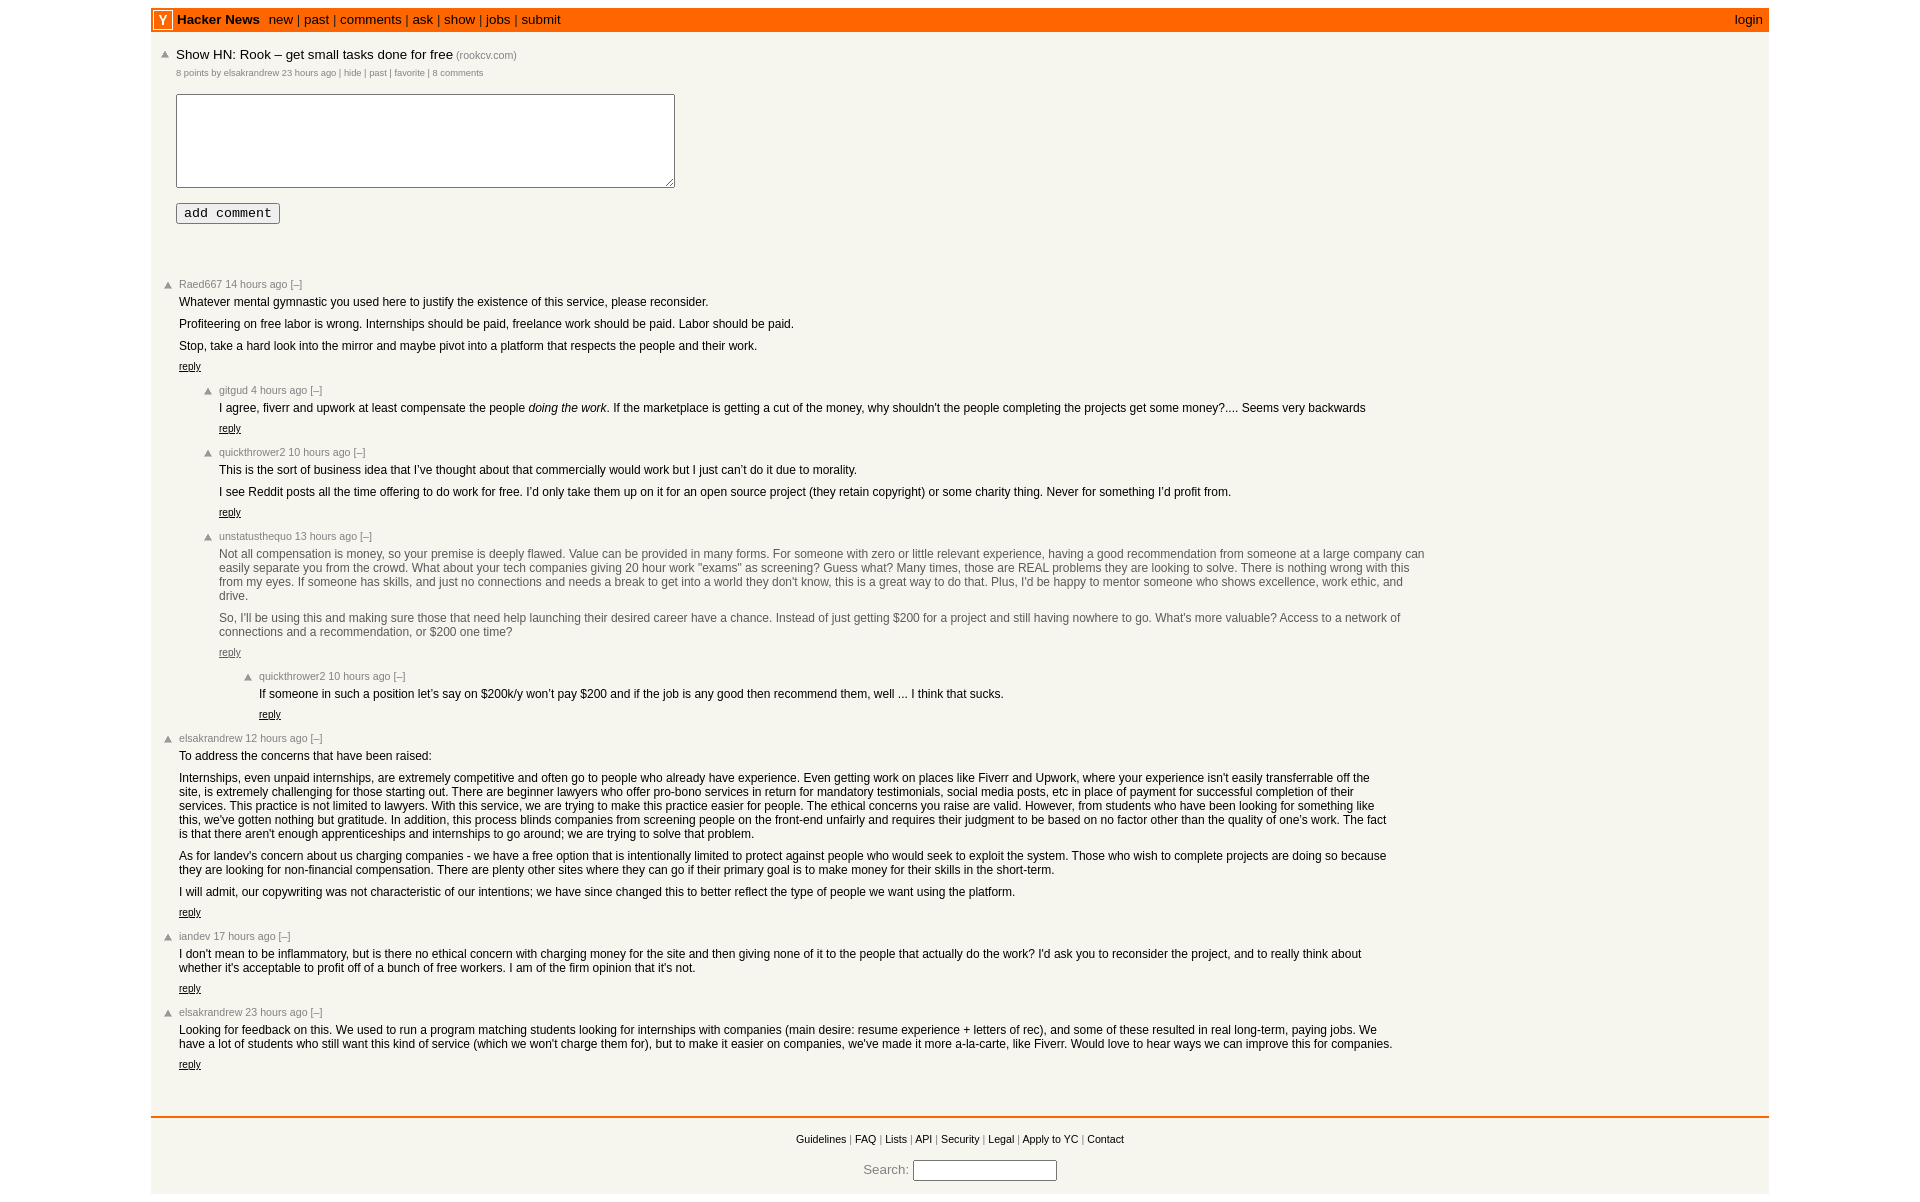 Y Hacker News new | past | comments | ask | show | jobs | submit login
Show HN: Rook – get small tasks done for free (rookcv.com)
8 points by elsakrandrew 23 hours ago | hide | past | favorite | 8 comments
add comment
Raed667 14 hours ago [–]
Whatever mental gymnastic you used here to justify the existence of this service, please reconsider.
Profiteering on free labor is wrong. Internships should be paid, freelance work should be paid. Labor should be paid.
Stop, take a hard look into the mirror and maybe pivot into a platform that respects the people and their work.
reply
gitgud 4 hours ago [–]
I agree, fiverr and upwork at least compensate the people doing the work. If the marketplace is getting a cut of the money, why shouldn't the people completing the projects get some money?.... Seems very backwards
reply
quickthrower2 10 hours ago [–]
This is the sort of business idea that I’ve thought about that commercially would work but I just can’t do it due to morality.
I see Reddit posts all the time offering to do work for free. I’d only take them up on it for an open source project (they retain copyright) or some charity thing. Never for something I’d profit from.
reply
unstatusthequo 13 hours ago [–]
Not all compensation is money, so your premise is deeply flawed. Value can be provided in many forms. For someone with zero or little relevant experience, having a good recommendation from someone at a large company can
easily separate you from the crowd. What about your tech companies giving 20 hour work "exams" as screening? Guess what? Many times, those are REAL problems they are looking to solve. There is nothing wrong with this
from my eyes. If someone has skills, and just no connections and needs a break to get into a world they don't know, this is a great way to do that. Plus, I'd be happy to mentor someone who shows excellence, work ethic, and
drive.
So, I'll be using this and making sure those that need help launching their desired career have a chance. Instead of just getting $200 for a project and still having nowhere to go. What's more valuable? Access to a network of
connections and a recommendation, or $200 one time?
reply
quickthrower2 10 hours ago [–]
If someone in such a position let’s say on $200k/y won’t pay $200 and if the job is any good then recommend them, well ... I think that sucks.
reply
elsakrandrew 12 hours ago [–]
To address the concerns that have been raised:
Internships, even unpaid internships, are extremely competitive and often go to people who already have experience. Even getting work on places like Fiverr and Upwork, where your experience isn't easily transferrable off the
site, is extremely challenging for those starting out. There are beginner lawyers who offer pro-bono services in return for mandatory testimonials, social media posts, etc in place of payment for successful completion of their
services. This practice is not limited to lawyers. With this service, we are trying to make this practice easier for people. The ethical concerns you raise are valid. However, from students who have been looking for something like
this, we've gotten nothing but gratitude. In addition, this process blinds companies from screening people on the front-end unfairly and requires their judgment to be based on no factor other than the quality of one’s work. The fact
is that there aren't enough apprenticeships and internships to go around; we are trying to solve that problem.
As for landev's concern about us charging companies - we have a free option that is intentionally limited to protect against people who would seek to exploit the system. Those who wish to complete projects are doing so because
they are looking for non-financial compensation. There are plenty other sites where they can go if their primary goal is to make money for their skills in the short-term.
I will admit, our copywriting was not characteristic of our intentions; we have since changed this to better reflect the type of people we want using the platform.
reply
iandev 17 hours ago [–]
I don't mean to be inflammatory, but is there no ethical concern with charging money for the site and then giving none of it to the people that actually do the work? I'd ask you to reconsider the project, and to really think about
whether it's acceptable to profit off of a bunch of free workers. I am of the firm opinion that it's not.
reply
elsakrandrew 23 hours ago [–]
Looking for feedback on this. We used to run a program matching students looking for internships with companies (main desire: resume experience + letters of rec), and some of these resulted in real long-term, paying jobs. We
have a lot of students who still want this kind of service (which we won't charge them for), but to make it easier on companies, we've made it more a-la-carte, like Fiverr. Would love to hear ways we can improve this for companies.
reply
Guidelines | FAQ | Lists | API | Security | Legal | Apply to YC | Contact
Search: